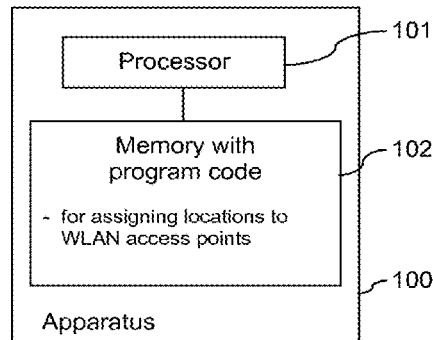 Processor
101
Memory with
program code
102
- for assigning locations to
WLAN access points
100
Apparatus